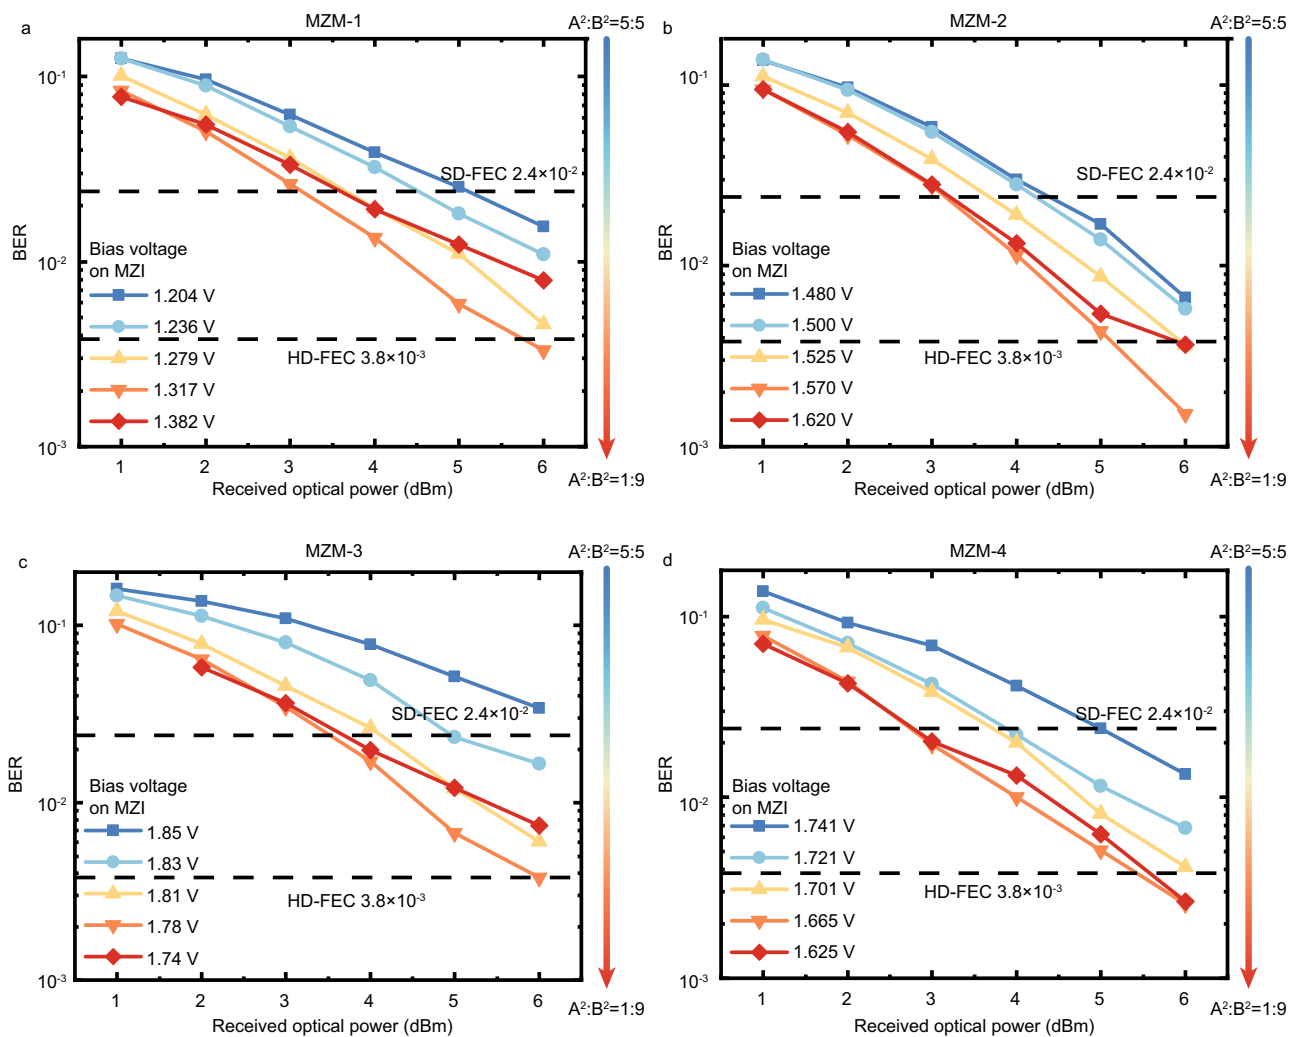 a
MZM-1
A²:B²=5:5
10⁻¹
10⁻²
10⁻³
BER
SD-FEC 2.4×10⁻²
Bias voltage
on MZI
1.204 V
1.236 V
1.279 V
1.317 V
1.382 V
HD-FEC 3.8×10⁻³
1 2 3 4 5 6
Received optical power (dBm)
A²:B²=1:9
b
MZM-2
A²:B²=5:5
10⁻¹
10⁻²
10⁻³
BER
SD-FEC 2.4×10⁻²
Bias voltage
on MZI
1.480 V
1.500 V
1.525 V
1.570 V
1.620 V
HD-FEC 3.8×10⁻³
1 2 3 4 5 6
Received optical power (dBm)
A²:B²=1:9
c
MZM-3
A²:B²=5:5
10⁻¹
10⁻²
10⁻³
BER
SD-FEC 2.4×10⁻²
Bias voltage
on MZI
1.85 V
1.83 V
1.81 V
1.78 V
1.74 V
HD-FEC 3.8×10⁻³
1 2 3 4 5 6
Received optical power (dBm)
A²:B²=1:9
d
MZM-4
A²:B²=5:5
10⁻¹
10⁻²
10⁻³
BER
SD-FEC 2.4×10⁻²
Bias voltage
on MZI
1.741 V
1.721 V
1.701 V
1.665 V
1.625 V
HD-FEC 3.8×10⁻³
1 2 3 4 5 6
Received optical power (dBm)
A²:B²=1:9